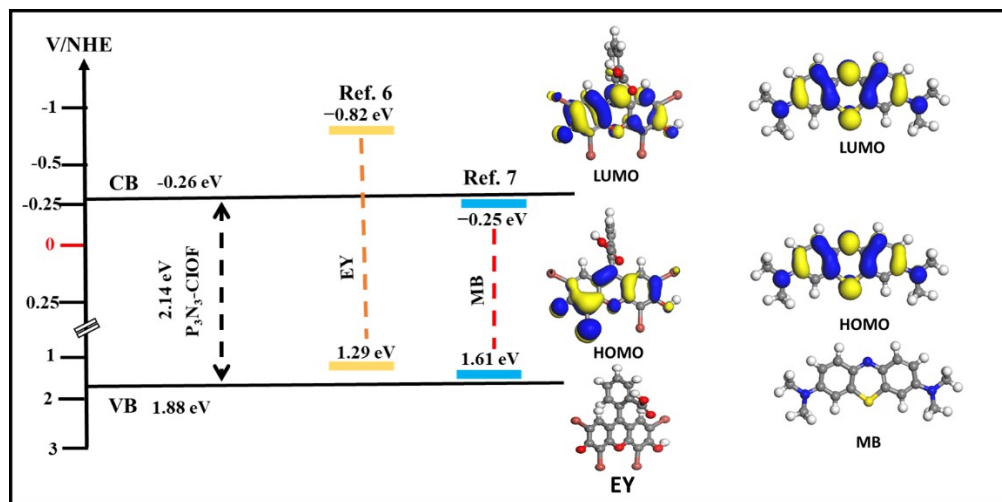 V/NHE
-1
-0.5
-0.25
0
0.25
1
2
3
CB -0.26 eV
VB 1.88 eV
2.14 eV
P₃N₃-CIOF
Ref. 6
−0.82 eV
EY
1.29 eV
Ref. 7
−0.25 eV
MB
1.61 eV
LUMO
LUMO
HOMO
HOMO
EY
MB